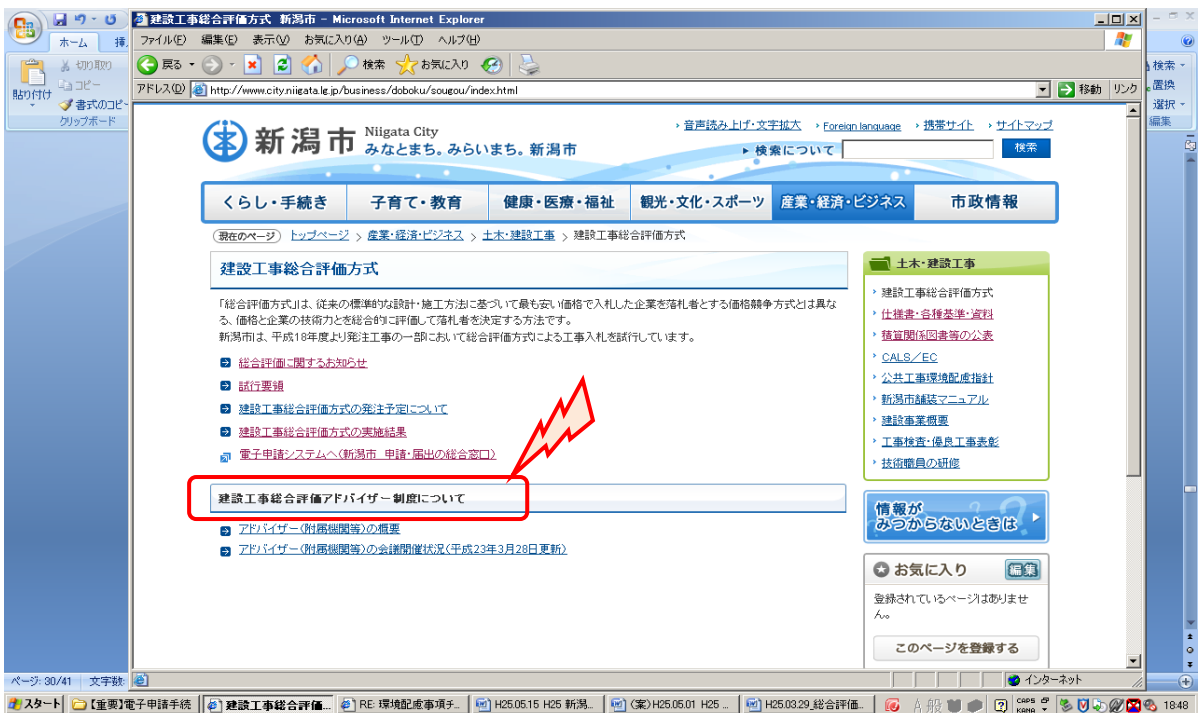 建設工事総合評価方式 新潟市 - Microsoft Internet Explorer
ファイル(F) 編集(E) 表示(V) お気に入り(A) ツール(T) ヘルプ(H)
戻る 検索 お気に入り
アドレス(D) http://www.city.niigata.lg.jp/business/doboku/sougou/index.html 移動 リンク
ホーム 挿
切り取り
コピー
貼り付け
書式のコピー
クリップボード
検索
置換
選択
編集
新潟市 Niigata City
みなとまち。みらいまち。新潟市
音声読み上げ・文字拡大 Foreign language 携帯サイト サイトマップ
検索について 検索
くらし・手続き 子育て・教育 健康・医療・福祉 観光・文化・スポーツ 産業・経済・ビジネス 市政情報
現在のページ トップページ > 産業・経済・ビジネス > 土木・建設工事 > 建設工事総合評価方式
建設工事総合評価方式
「総合評価方式」は、従来の標準的な設計・施工方法に基づいて最も安い価格で入札した企業を落札者とする価格競争方式とは異な
る、価格と企業の技術力とを総合的に評価して落札者を決定する方法です。
新潟市は、平成18年度より発注工事の一部において総合評価方式による工事入札を試行しています。
総合評価に関するお知らせ
試行要領
建設工事総合評価方式の発注予定について
建設工事総合評価方式の実施結果
電子申請システムへ(新潟市 申請・届出の総合窓口)
建設工事総合評価アドバイザー制度について
アドバイザー(附属機関等)の概要
アドバイザー(附属機関等)の会議開催状況(平成23年3月28日更新)
土木・建設工事
建設工事総合評価方式
仕様書・各種基準・資料
積算関係図書等の公表
CALS/EC
公共工事環境配慮指針
新潟市舗装マニュアル
建設事業概要
工事検査・優良工事表彰
技術職員の研修
情報が
みつからないときは
お気に入り 編集
登録されているページはありませ
ん。
このページを登録する
インターネット
ページ: 30/41 文字数:
スタート 【重要】電子申請手続 建設工事総合評価... RE: 環境配慮事項チ... H25.05.15 H25 新潟... (案)H25.05.01 H25 ... H25.03.29_総合評価... A 般 CAPS KANA 18:48